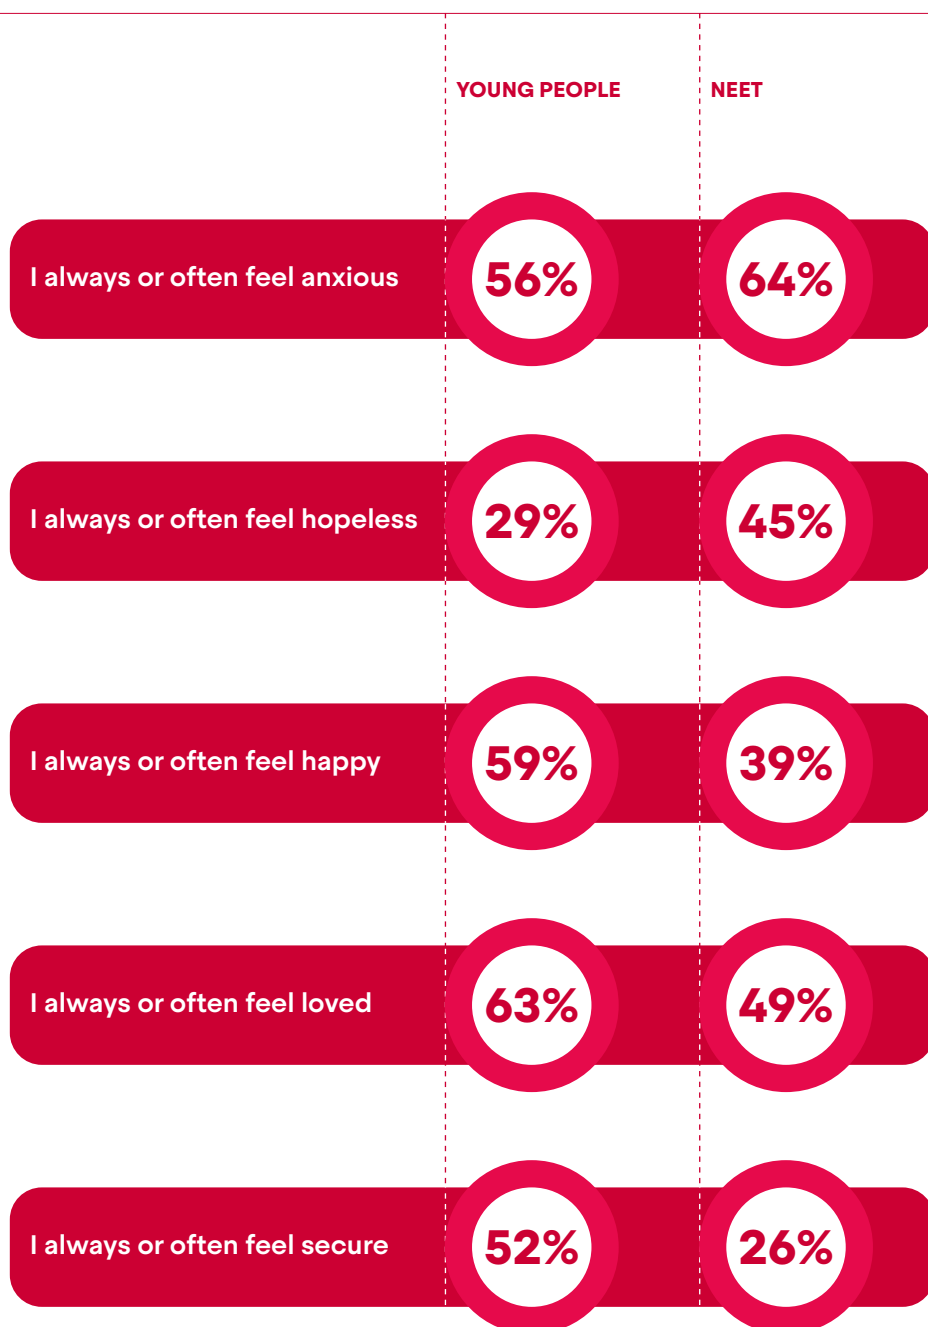 YOUNG PEOPLE NEET
I always or often feel anxious 56% 64%
I always or often feel hopeless 29% 45%
I always or often feel happy 59% 39%
I always or often feel loved 63% 49%
I always or often feel secure 52% 26%